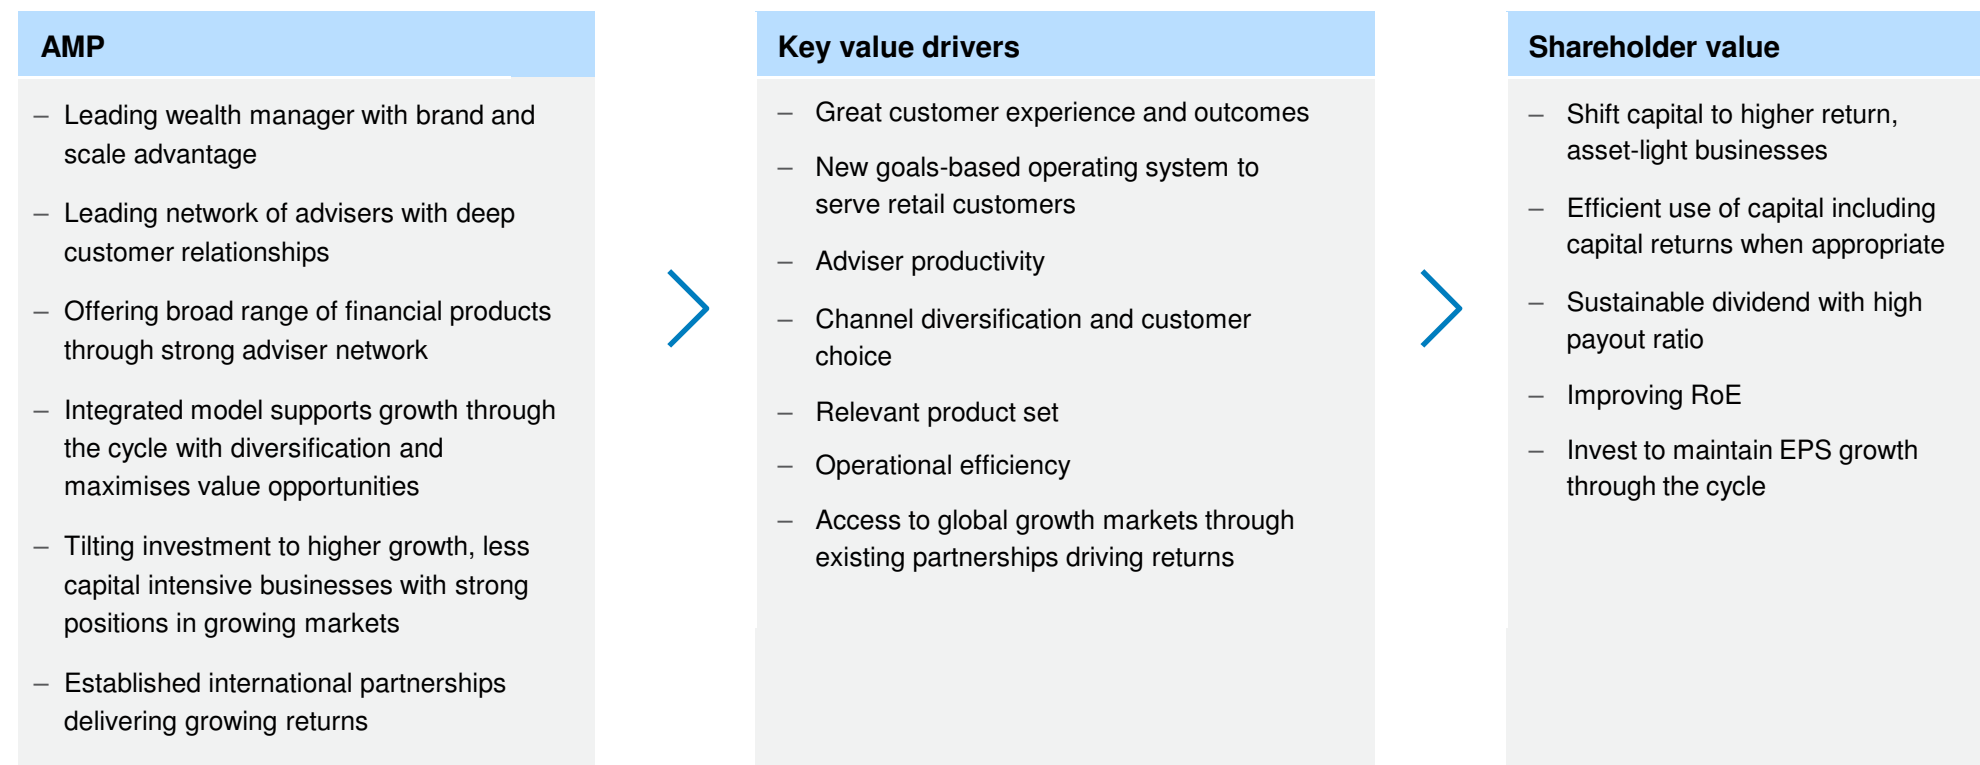 AMP
– Leading wealth manager with brand and
scale advantage
– Leading network of advisers with deep
customer relationships
– Offering broad range of financial products
through strong adviser network
– Integrated model supports growth through
the cycle with diversification and
maximises value opportunities
– Tilting investment to higher growth, less
capital intensive businesses with strong
positions in growing markets
– Established international partnerships
delivering growing returns
Key value drivers
– Great customer experience and outcomes
– New goals-based operating system to
serve retail customers
– Adviser productivity
– Channel diversification and customer
choice
– Relevant product set
– Operational efficiency
– Access to global growth markets through
existing partnerships driving returns
Shareholder value
– Shift capital to higher return,
asset-light businesses
– Efficient use of capital including
capital returns when appropriate
– Sustainable dividend with high
payout ratio
– Improving RoE
– Invest to maintain EPS growth
through the cycle